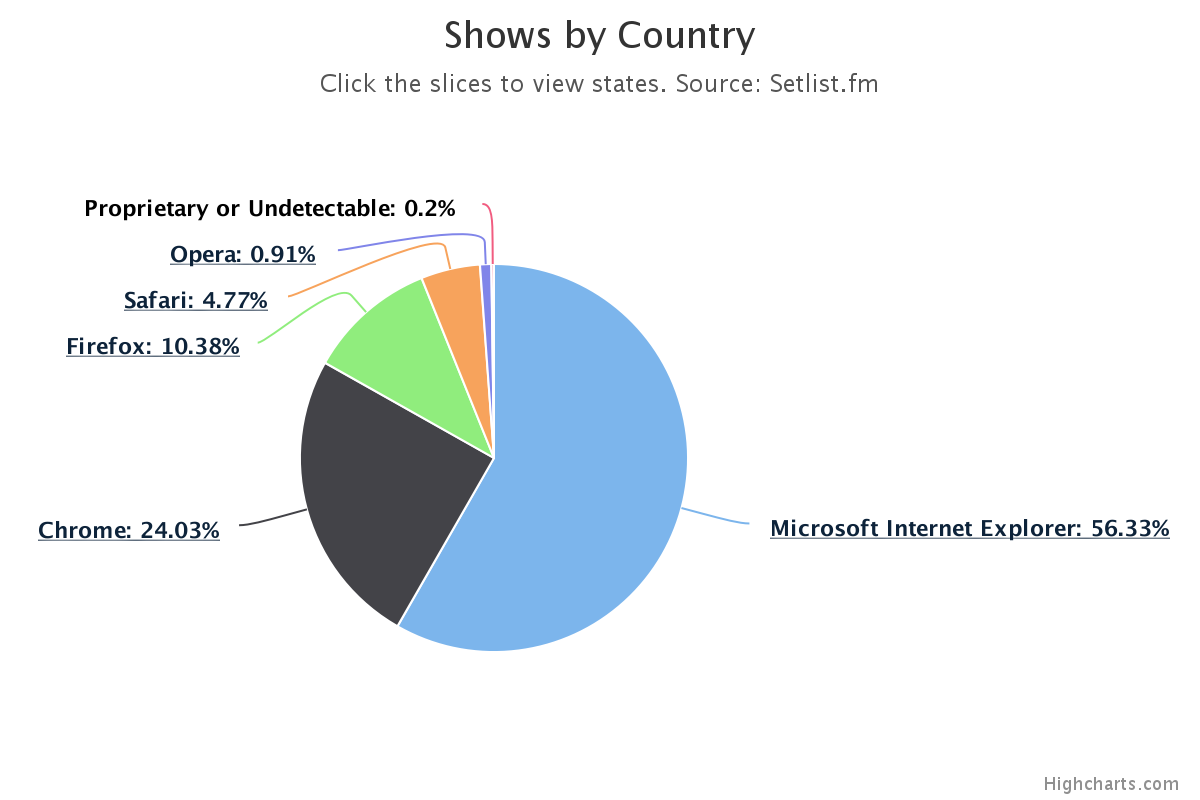 Shows by Country
Click the slices to view states. Source: Setlist.fm
Proprietary or Undetectable: 0.2%
Opera: 0.91%
Safari: 4.77%
Firefox: 10.38%
Chrome: 24.03%
Microsoft Internet Explorer: 56.33%
Highcharts.com